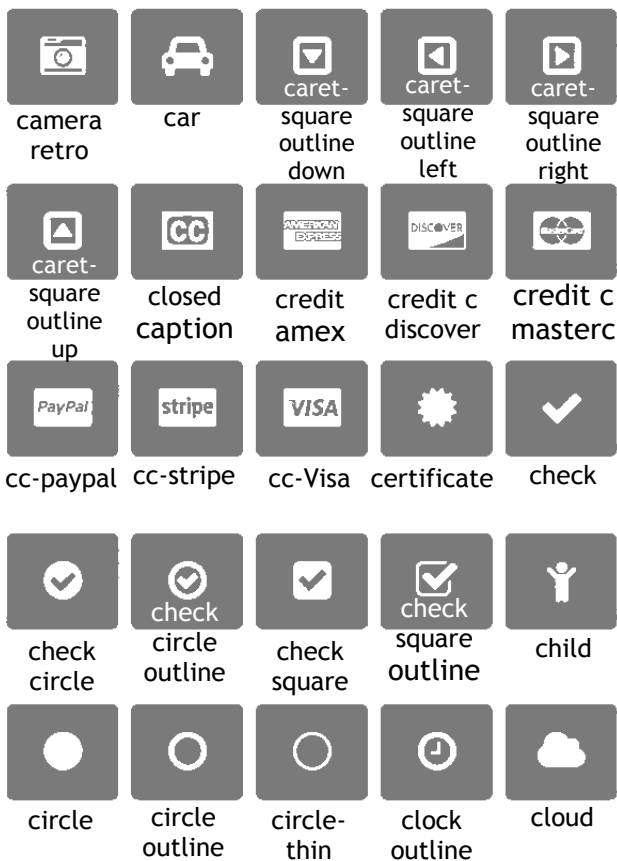 camera
retro
car
caret-
square
outline
down
caret-
square
outline
left
caret-
square
outline
right
caret-
square
outline
up
CC
closed
caption
AMERICAN
EXPRESS
credit
amex
DISCOVER
credit c
discover
MasterCard
credit c
masterc
PayPal
cc-paypal
stripe
cc-stripe
VISA
cc-Visa
certificate
check
check
circle
check
circle
outline
check
square
check
square
outline
child
circle
circle
outline
circle-
thin
clock
outline
cloud